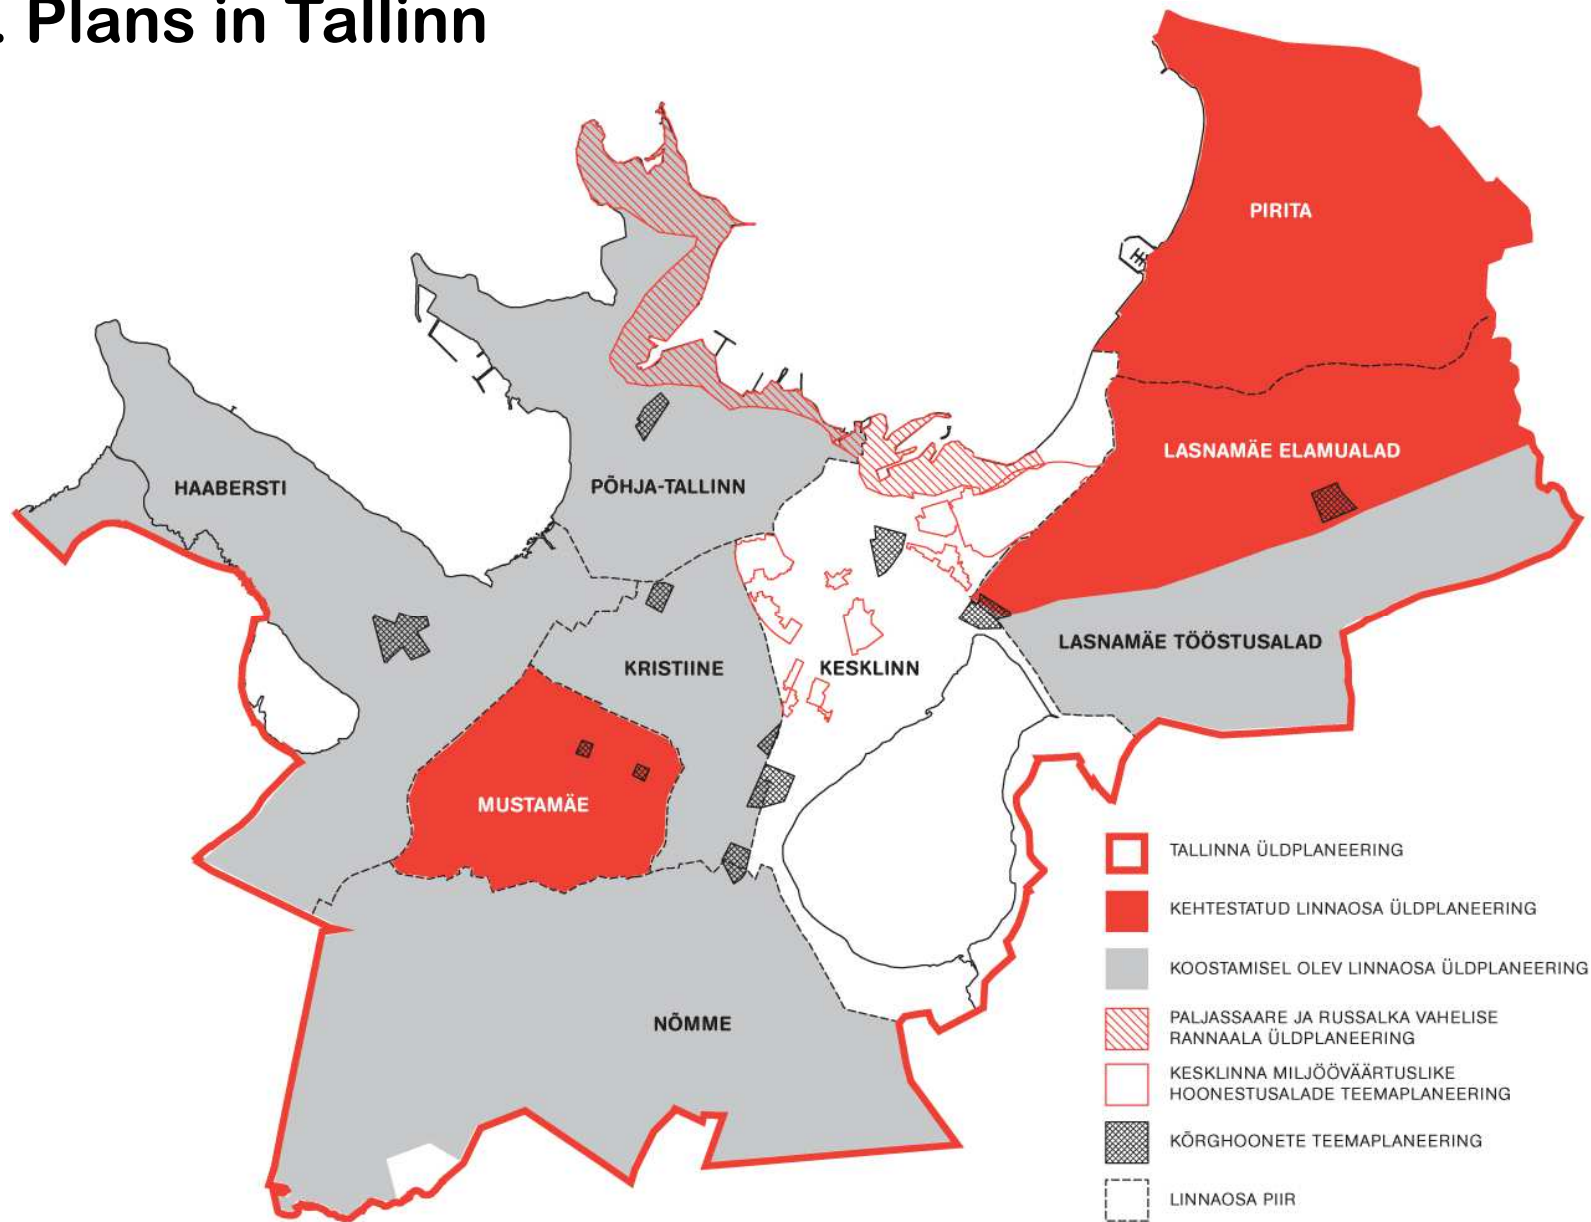 . Plans in Tallinn
PIRITA
LASNAMÄE ELAMUALAD
HAABERSTI
PÕHJA-TALLINN
LASNAMÄE TÖÖSTUSALAD
KRISTIINE
KESKLINN
MUSTAMÄE
NÕMME
TALLINNA ÜLDPLANEERING
KEHTESTATUD LINNAOSA ÜLDPLANEERING
KOOSTAMISEL OLEV LINNAOSA ÜLDPLANEERING
PALJASSAARE JA RUSSALKA VAHELISE
RANNAALA ÜLDPLANEERING
KESKLINNA MILJÖÖVÄÄRTUSLIKE
HOONESTUSALADE TEEMAPLANEERING
KÕRGHOONETE TEEMAPLANEERING
LINNAOSA PIIR